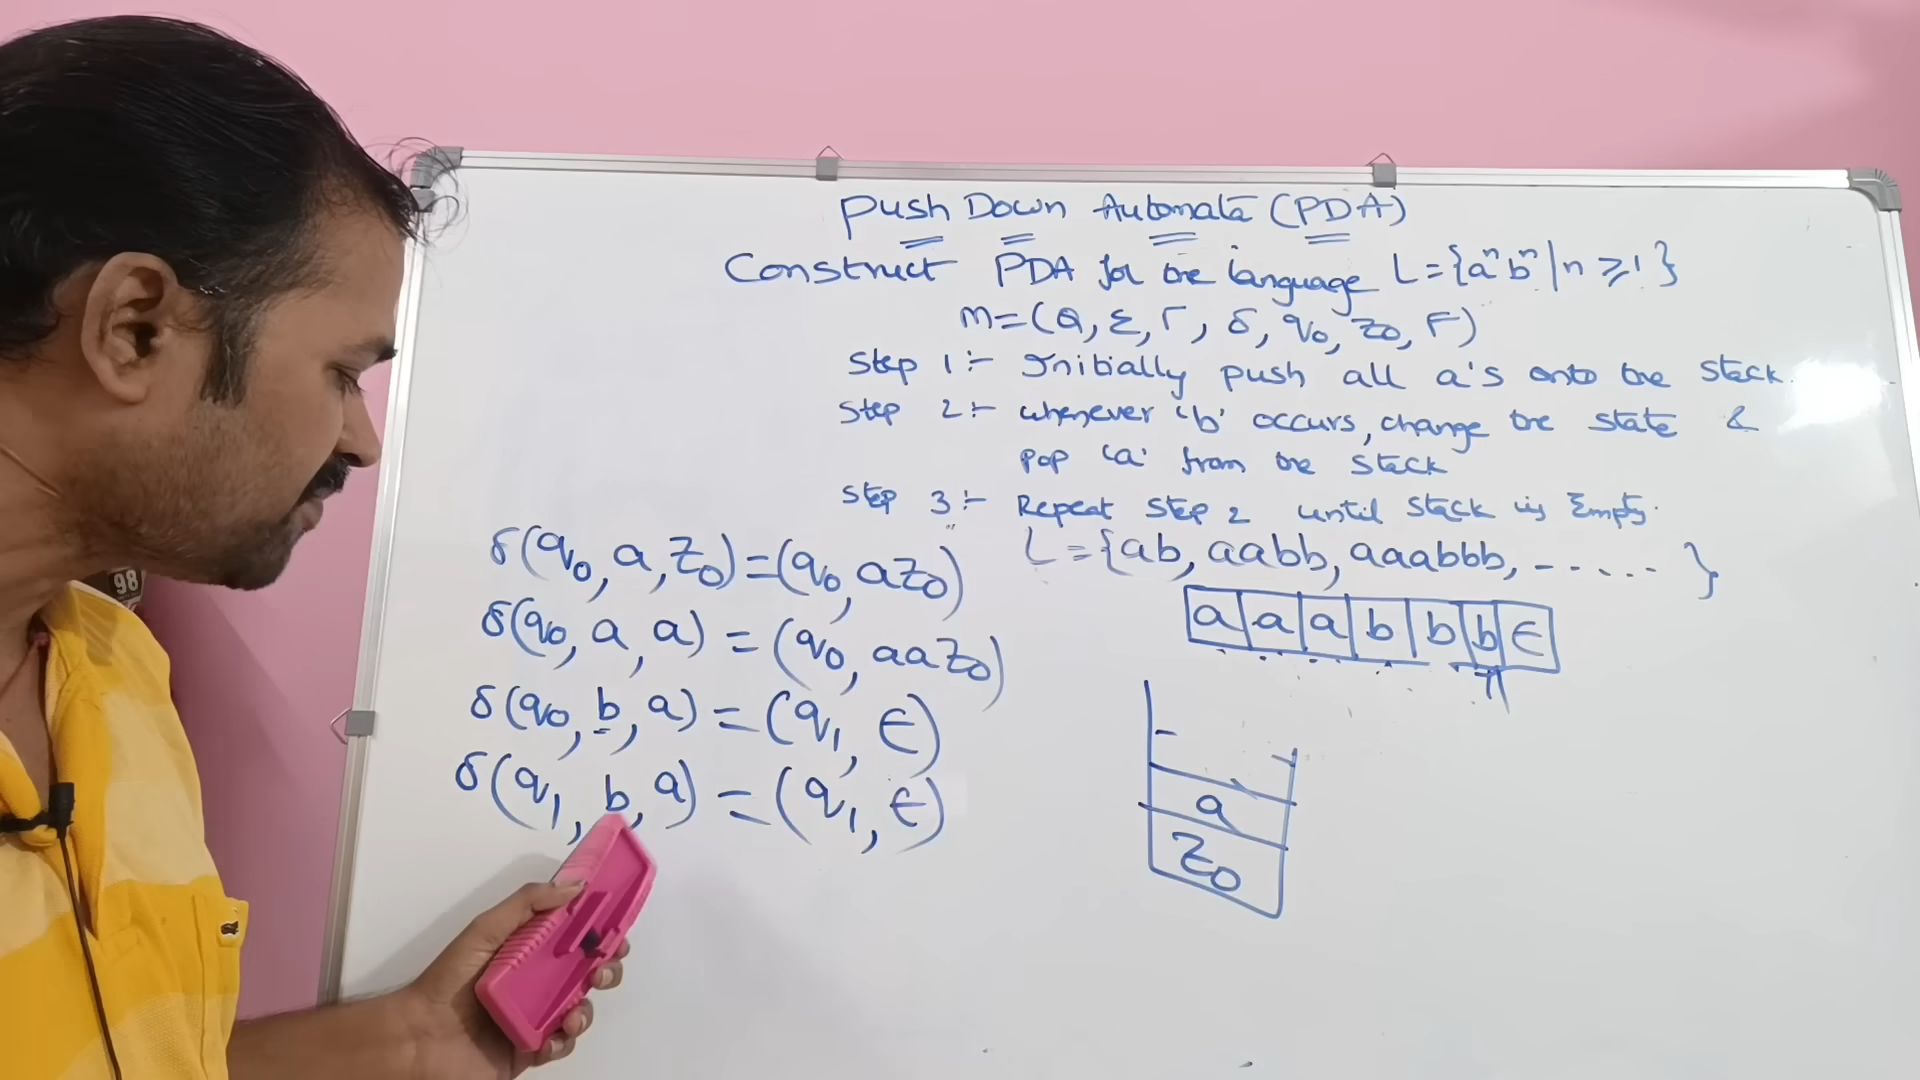 Push Down Automata (PDA)
Construct PDA for the language L={aⁿbⁿ|n≥1}
M=(Q, Σ, Γ, δ, q₀, z₀, F)
Step 1:- Initially push all a's onto the stack.
Step 2:- whenever 'b' occurs, change the state &
pop 'a' from the stack
Step 3:- Repeat Step 2 until stack is Empty.
L={ab, aabb, aaabbb, -----}
a a a b b b ϵ
δ(q₀, a, z₀)=(q₀, az₀)
δ(q₀, a, a)=(q₀, aaz₀)
δ(q₀, b, a)=(q₁, ϵ)
δ(q₁, b, a)=(q₁, ϵ)
a
z₀
98